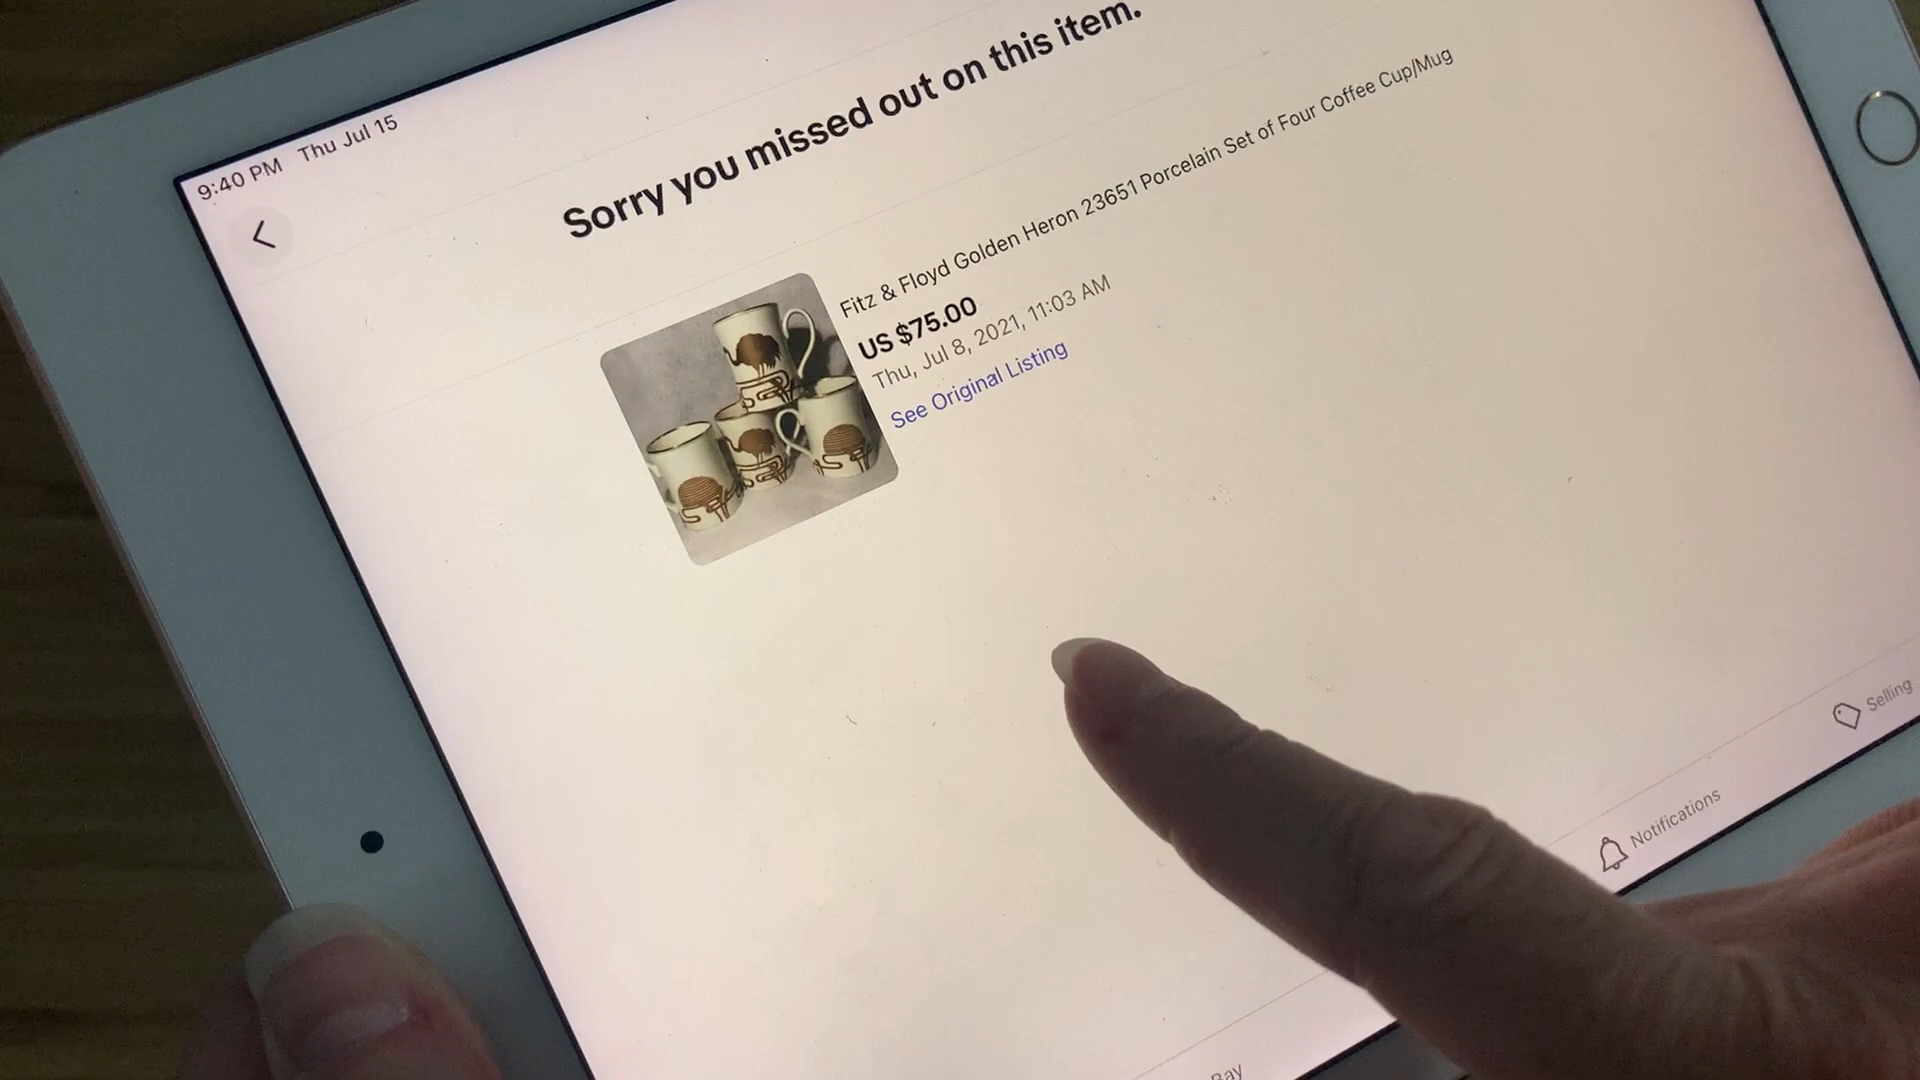 9:40 PM Thu Jul 15
Sorry you missed out on this item.
Fitz & Floyd Golden Heron 23651 Porcelain Set of Four Coffee Cup/Mug
US $75.00
Thu, Jul 8, 2021, 11:03 AM
See Original Listing
Selling
Notifications